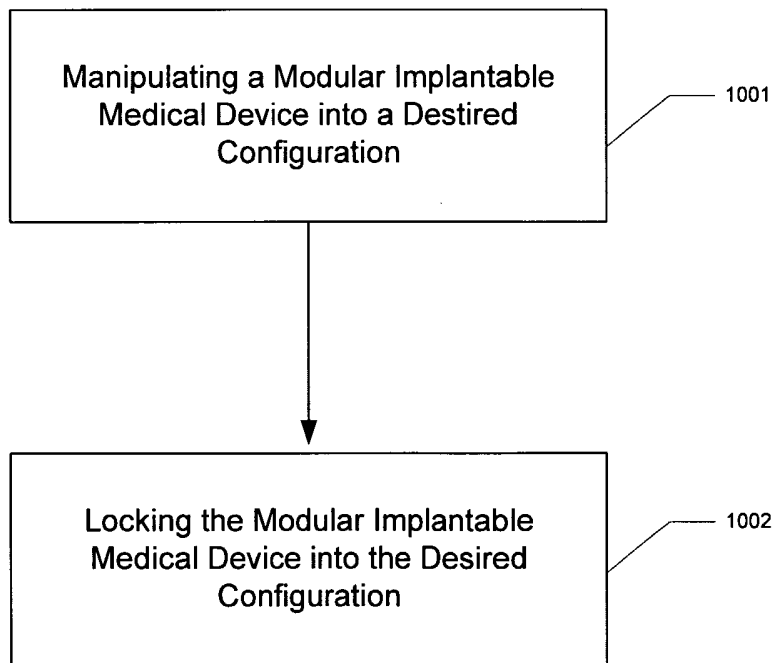 Manipulating a Modular Implantable
Medical Device into a Destired
Configuration
1001
Locking the Modular Implantable
Medical Device into the Desired
Configuration
1002